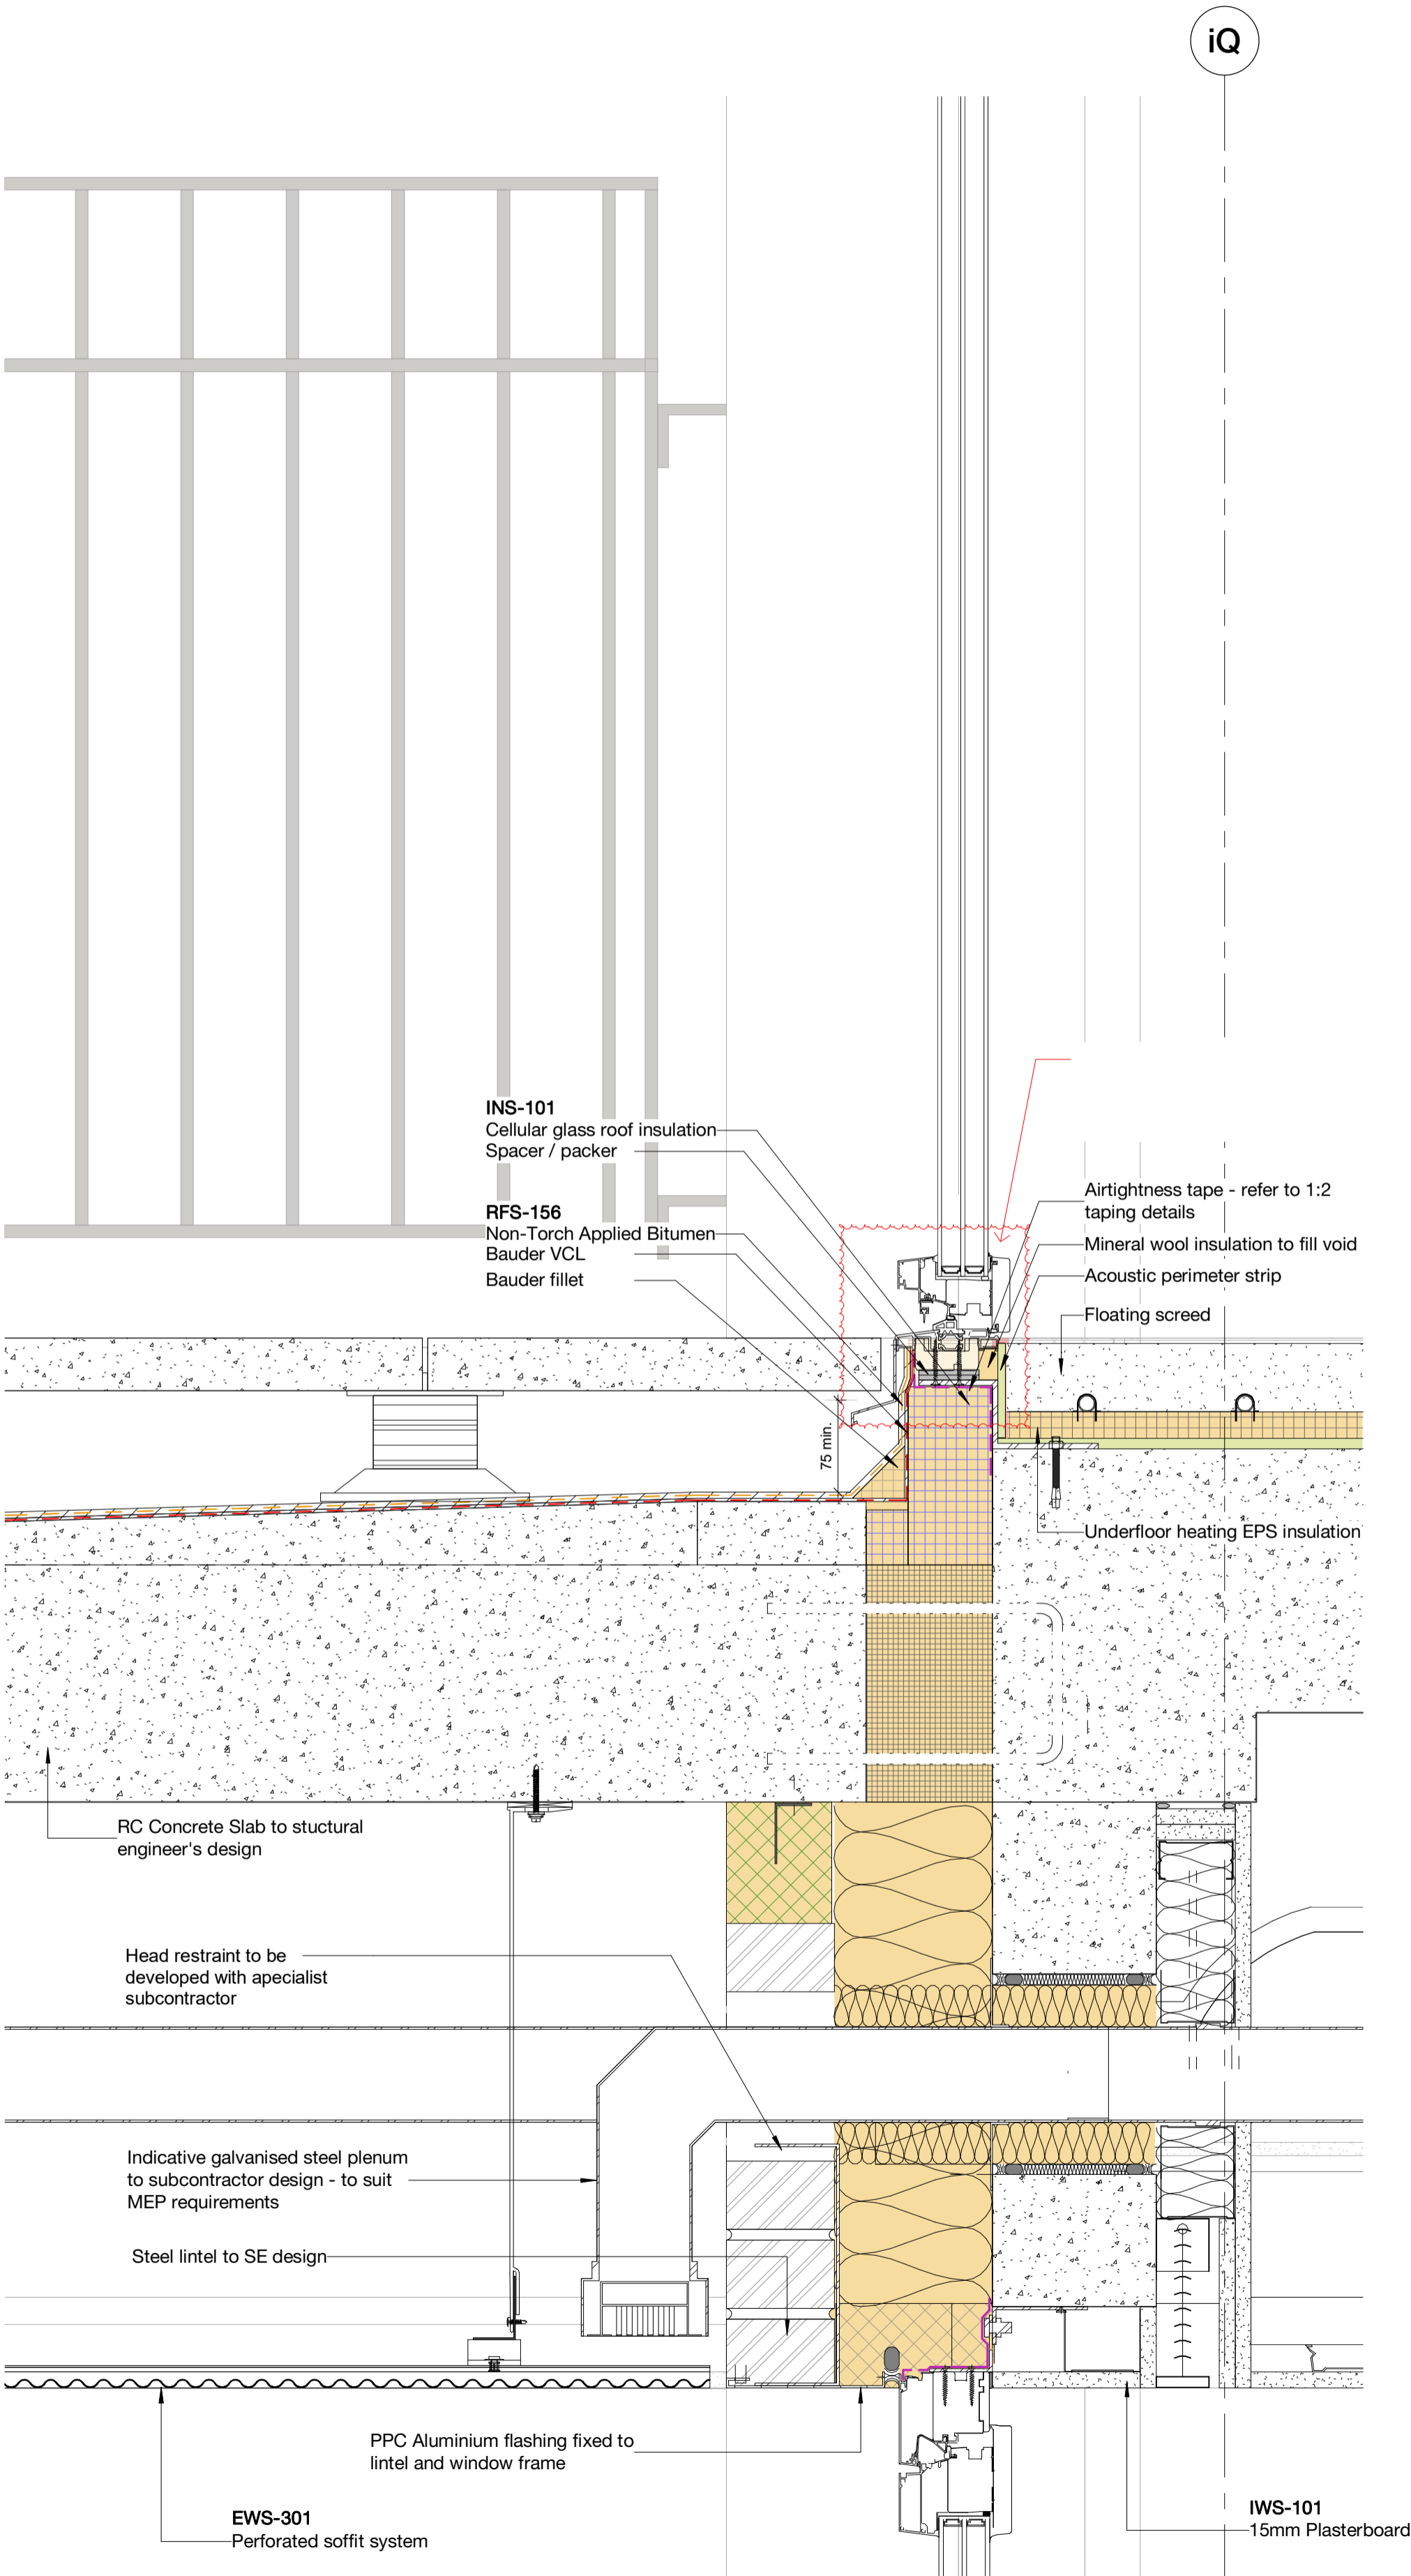 iQ
INS-101
Cellular glass roof insulation
Spacer / packer
RFS-156
Non-Torch Applied Bitumen
Bauder VCL
Bauder fillet
Airtightness tape - refer to 1:2
taping details
Mineral wool insulation to fill void
Acoustic perimeter strip
Floating screed
75 min.
Underfloor heating EPS insulation
RC Concrete Slab to stuctural
engineer's design
Head restraint to be
developed with apecialist
subcontractor
Indicative galvanised steel plenum
to subcontractor design - to suit
MEP requirements
Steel lintel to SE design
PPC Aluminium flashing fixed to
lintel and window frame
EWS-301
Perforated soffit system
IWS-101
15mm Plasterboard